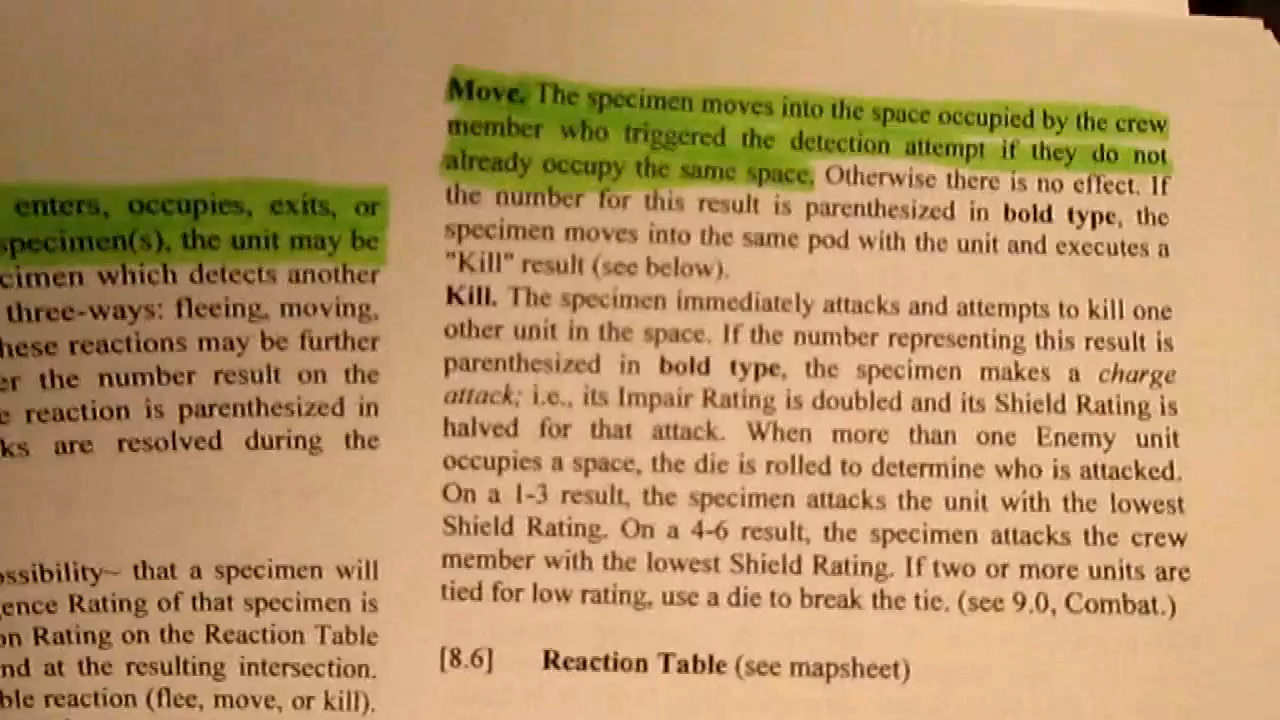 enters, occupies, exits, or
specimen(s), the unit may be
which detects another
three-ways: fleeing, moving,
reactions may be further
the number result on the
reaction is parenthesized in
are resolved during the
that a specimen will
Rating of that specimen is
Rating on the Reaction Table
at the resulting intersection.
reaction (flee, move, or kill).
Move. The specimen moves into the space occupied by the crew
member who triggered the detection attempt if they do not
already occupy the same space. Otherwise there is no effect. If
the number for this result is parenthesized in bold type, the
specimen moves into the same pod with the unit and executes a
"Kill" result (see below).
Kill. The specimen immediately attacks and attempts to kill one
other unit in the space. If the number representing this result is
parenthesized in bold type, the specimen makes a charge
attack; i.e., its Impair Rating is doubled and its Shield Rating is
halved for that attack. When more than one Enemy unit
occupies a space, the die is rolled to determine who is attacked.
On a 1-3 result, the specimen attacks the unit with the lowest
Shield Rating. On a 4-6 result, the specimen attacks the crew
member with the lowest Shield Rating. If two or more units are
tied for low rating, use a die to break the tie. (see 9.0, Combat.)
[8.6] Reaction Table (see mapsheet)